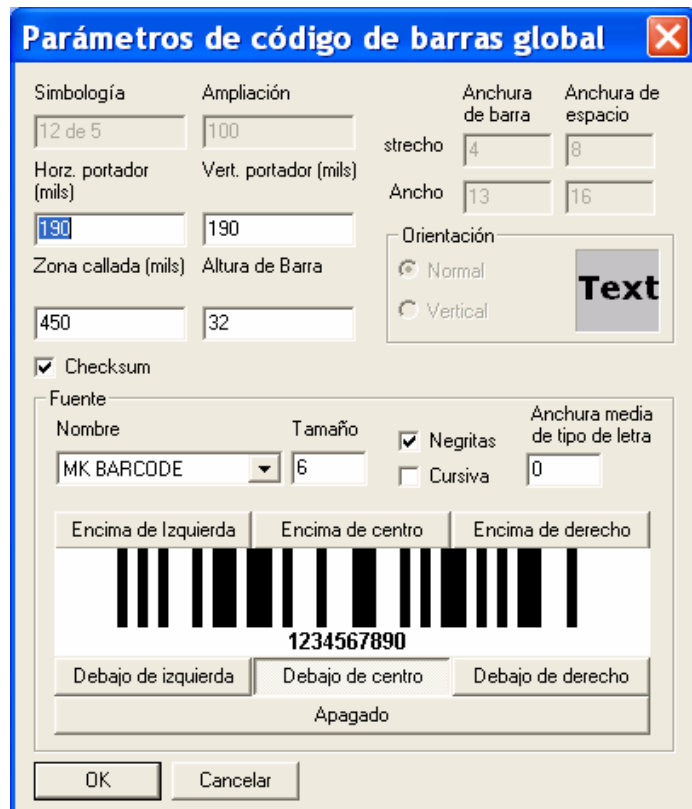 Parámetros de código de barras global
Simbología
Ampliación
Anchura
de barra
Anchura de
espacio
12 de 5
100
strecho
4
8
Horz. portador
(mils)
Vert. portador (mils)
Ancho
13
16
190
190
Orientación
Normal
Vertical
Text
Zona callada (mils)
Altura de Barra
450
32
Checksum
Fuente
Nombre
Tamaño
Negritas
Cursiva
Anchura media
de tipo de letra
MK BARCODE
6
0
Encima de Izquierda
Encima de centro
Encima de derecho
1234567890
Debajo de izquierda
Debajo de centro
Debajo de derecho
Apagado
OK
Cancelar